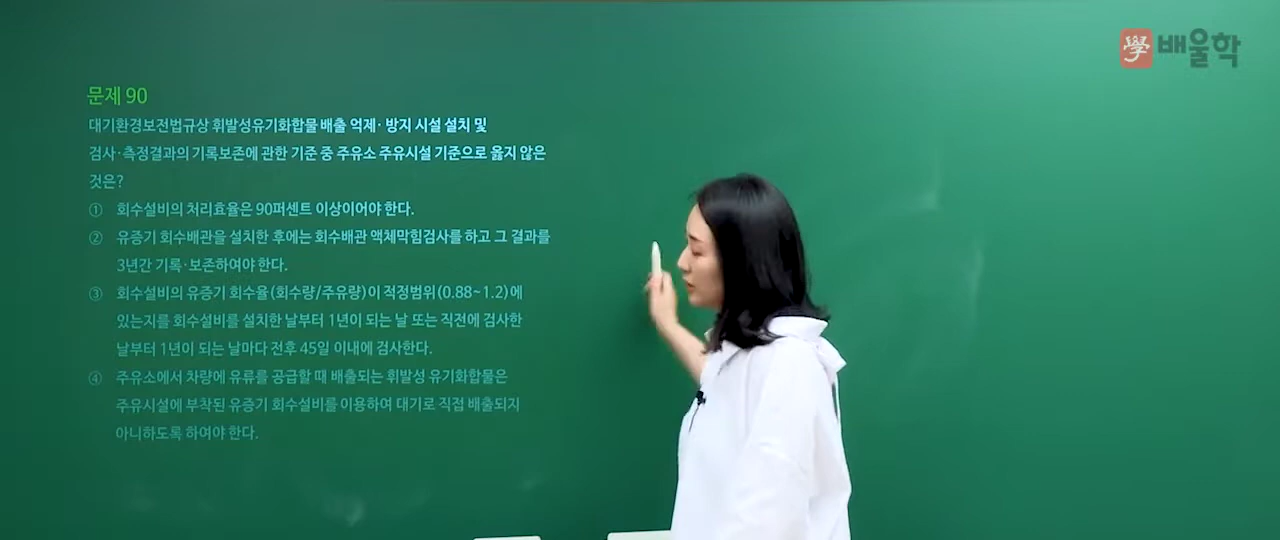 學 배울학
문제 90
대기환경보전법규상 휘발성유기화합물 배출 억제· 방지 시설 설치 및
검사·측정결과의 기록보존에 관한 기준 중 주유소 주유시설 기준으로 옳지 않은
것은?
① 회수설비의 처리효율은 90퍼센트 이상이어야 한다.
② 유증기 회수배관을 설치한 후에는 회수배관 액체막힘검사를 하고 그 결과를
3년간 기록·보존하여야 한다.
③ 회수설비의 유증기 회수율(회수량/주유량)이 적정범위(0.88~1.2)에
있는지를 회수설비를 설치한 날부터 1년이 되는 날 또는 직전에 검사한
날부터 1년이 되는 날마다 전후 45일 이내에 검사한다.
④ 주유소에서 차량에 유류를 공급할 때 배출되는 휘발성 유기화합물은
주유시설에 부착된 유증기 회수설비를 이용하여 대기로 직접 배출되지
아니하도록 하여야 한다.